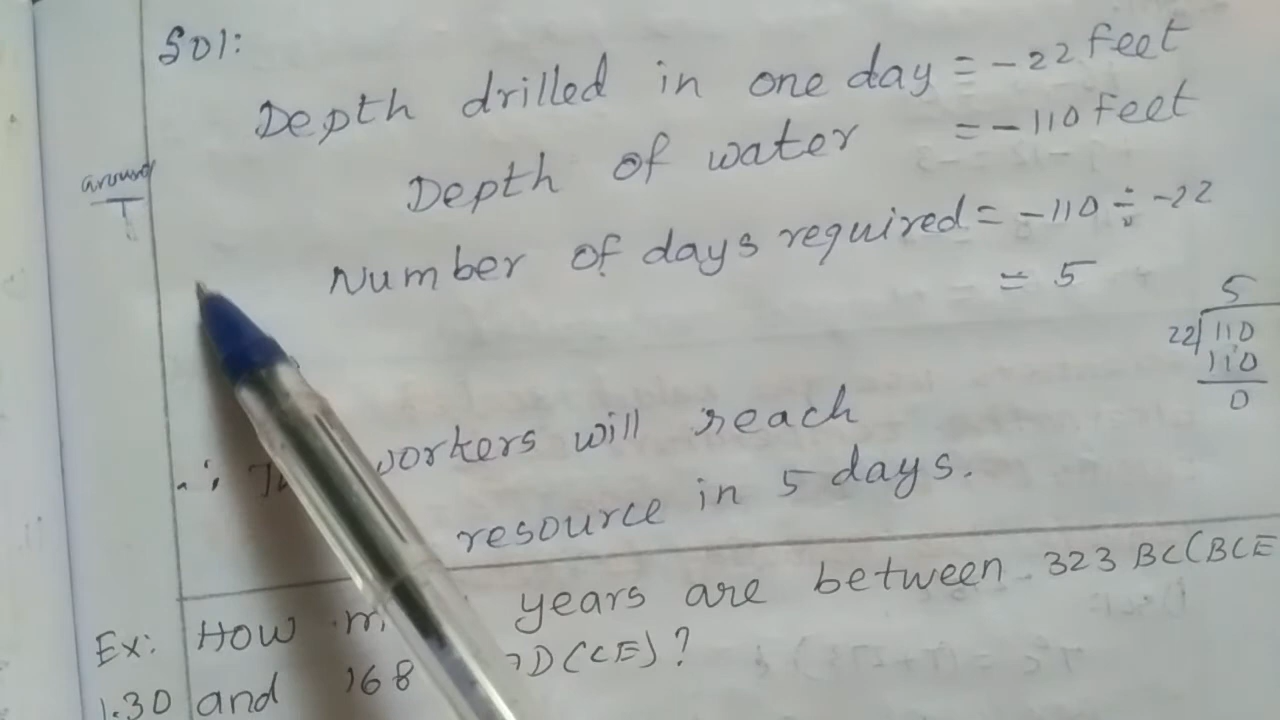 Sol:
Depth drilled in one day = -22 feet
Depth of water = -110 feet
around
Number of days required = -110 ÷ -22
= 5
5
22 110
110
0
∴ workers will reach
resource in 5 days.
Ex: How years are between 323 BC(BCE
1.30 and 168 D(CE)?